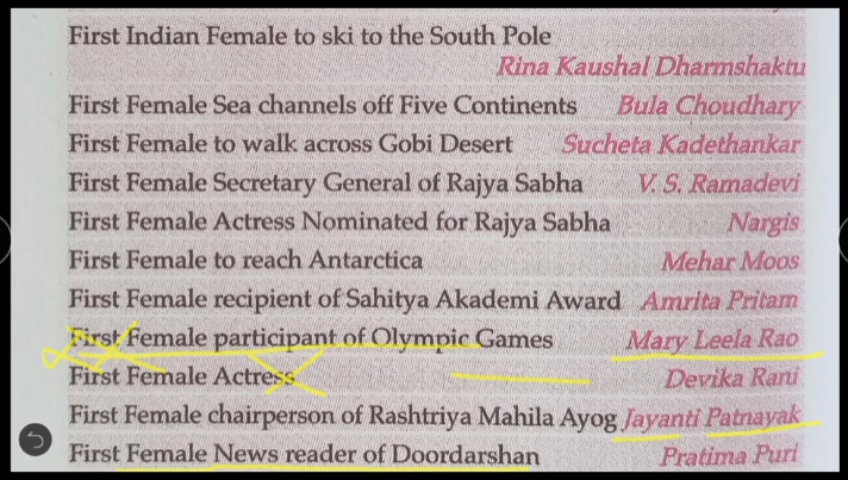 First Indian Female to ski to the South Pole
Rina Kaushal Dharmshaktu
First Female Sea channels off Five Continents Bula Choudhary
First Female to walk across Gobi Desert Sucheta Kadethankar
First Female Secretary General of Rajya Sabha V. S. Ramadevi
First Female Actress Nominated for Rajya Sabha Nargis
First Female to reach Antarctica Mehar Moos
First Female recipient of Sahitya Akademi Award Amrita Pritam
First Female participant of Olympic Games Mary Leela Rao
First Female Actress Devika Rani
First Female chairperson of Rashtriya Mahila Ayog Jayanti Patnayak
First Female News reader of Doordarshan Pratima Puri